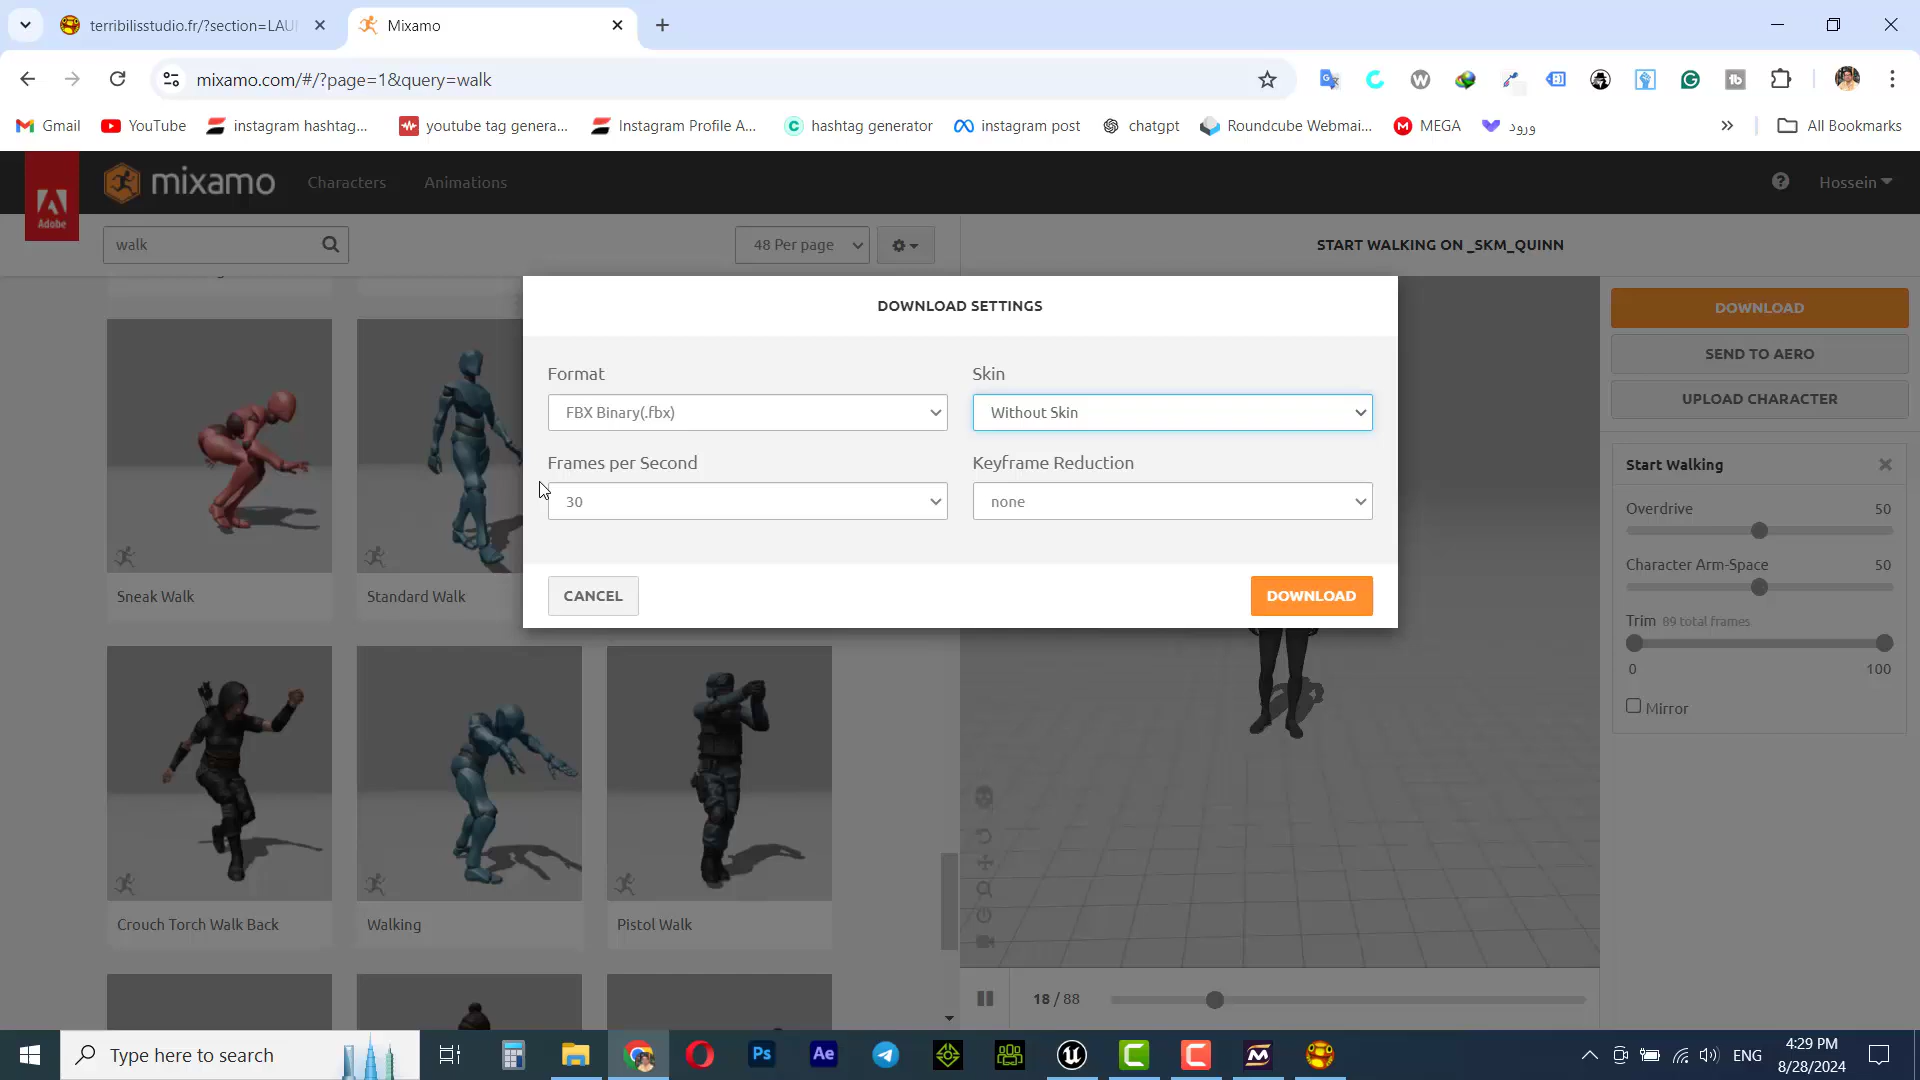 terribilisstudio.fr/?section=LAU
Mixamo
mixamo.com/#/?page=1&query=walk
Gmail
YouTube
instagram hashtag...
youtube tag genera...
Instagram Profile A...
hashtag generator
instagram post
chatgpt
Roundcube Webmai...
MEGA
ورود
All Bookmarks
Adobe
mixamo
Characters
Animations
Hossein
walk
48 Per page
START WALKING ON _SKM_QUINN
DOWNLOAD SETTINGS
Format
Skin
FBX Binary(.fbx)
Without Skin
Frames per Second
Keyframe Reduction
30
none
CANCEL
DOWNLOAD
DOWNLOAD
SEND TO AERO
UPLOAD CHARACTER
Start Walking
Overdrive 50
Character Arm-Space 50
Trim 89 total frames
0 100
Mirror
Sneak Walk
Standard Walk
Crouch Torch Walk Back
Walking
Pistol Walk
18 / 88
Type here to search
Ps
Ae
ENG
4:29 PM
8/28/2024